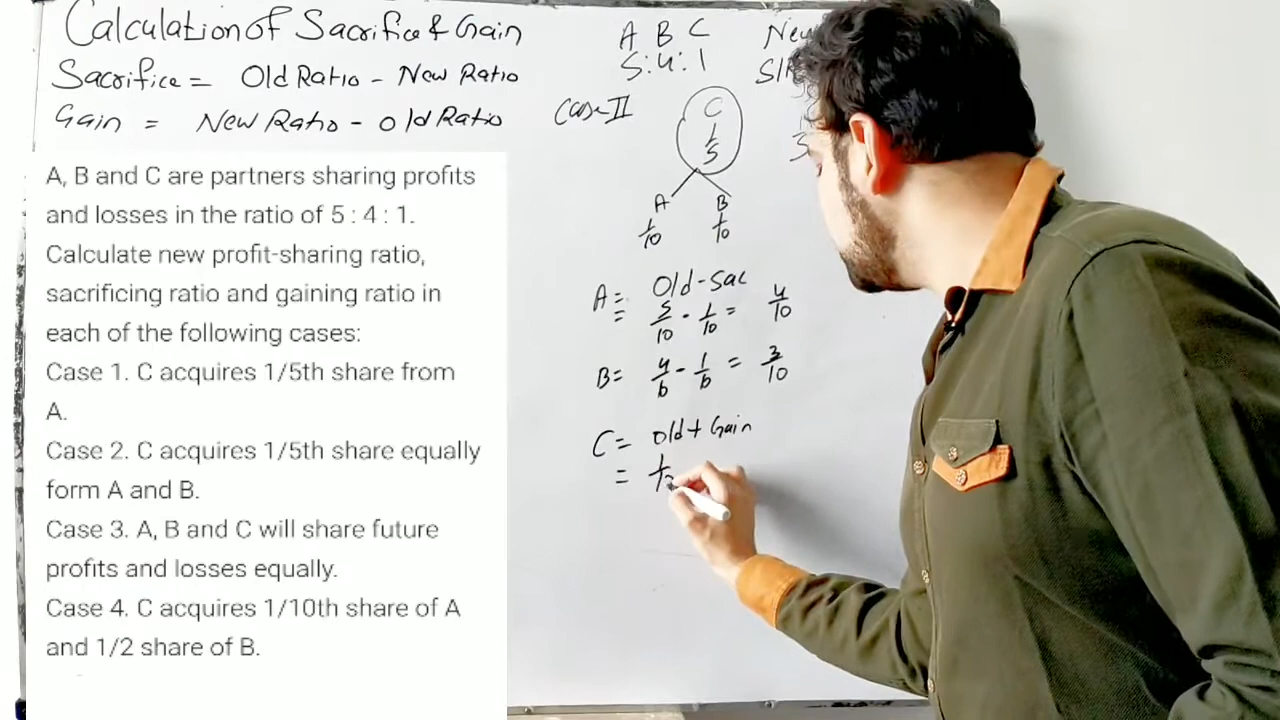 Calculation of Sacrifice & Gain
Sacrifice = Old Ratio - New Ratio
Gain = New Ratio - Old Ratio
A, B and C are partners sharing profits
and losses in the ratio of 5 : 4 : 1.
Calculate new profit-sharing ratio,
sacrificing ratio and gaining ratio in
each of the following cases:
Case 1. C acquires 1/5th share from
A.
Case 2. C acquires 1/5th share equally
form A and B.
Case 3. A, B and C will share future
profits and losses equally.
Case 4. C acquires 1/10th share of A
and 1/2 share of B.
A B C
5:4:1
New
Case-II
C
1/5
A B
1/10 1/10
A= Old-Sac
= 5/10 - 1/10 = 4/10
B= 4/10 - 1/10 = 3/10
C= Old+Gain
= 1